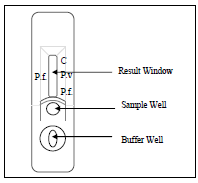 C
P.f. P.v
Result Window
P.f.
Sample Well
Buffer Well